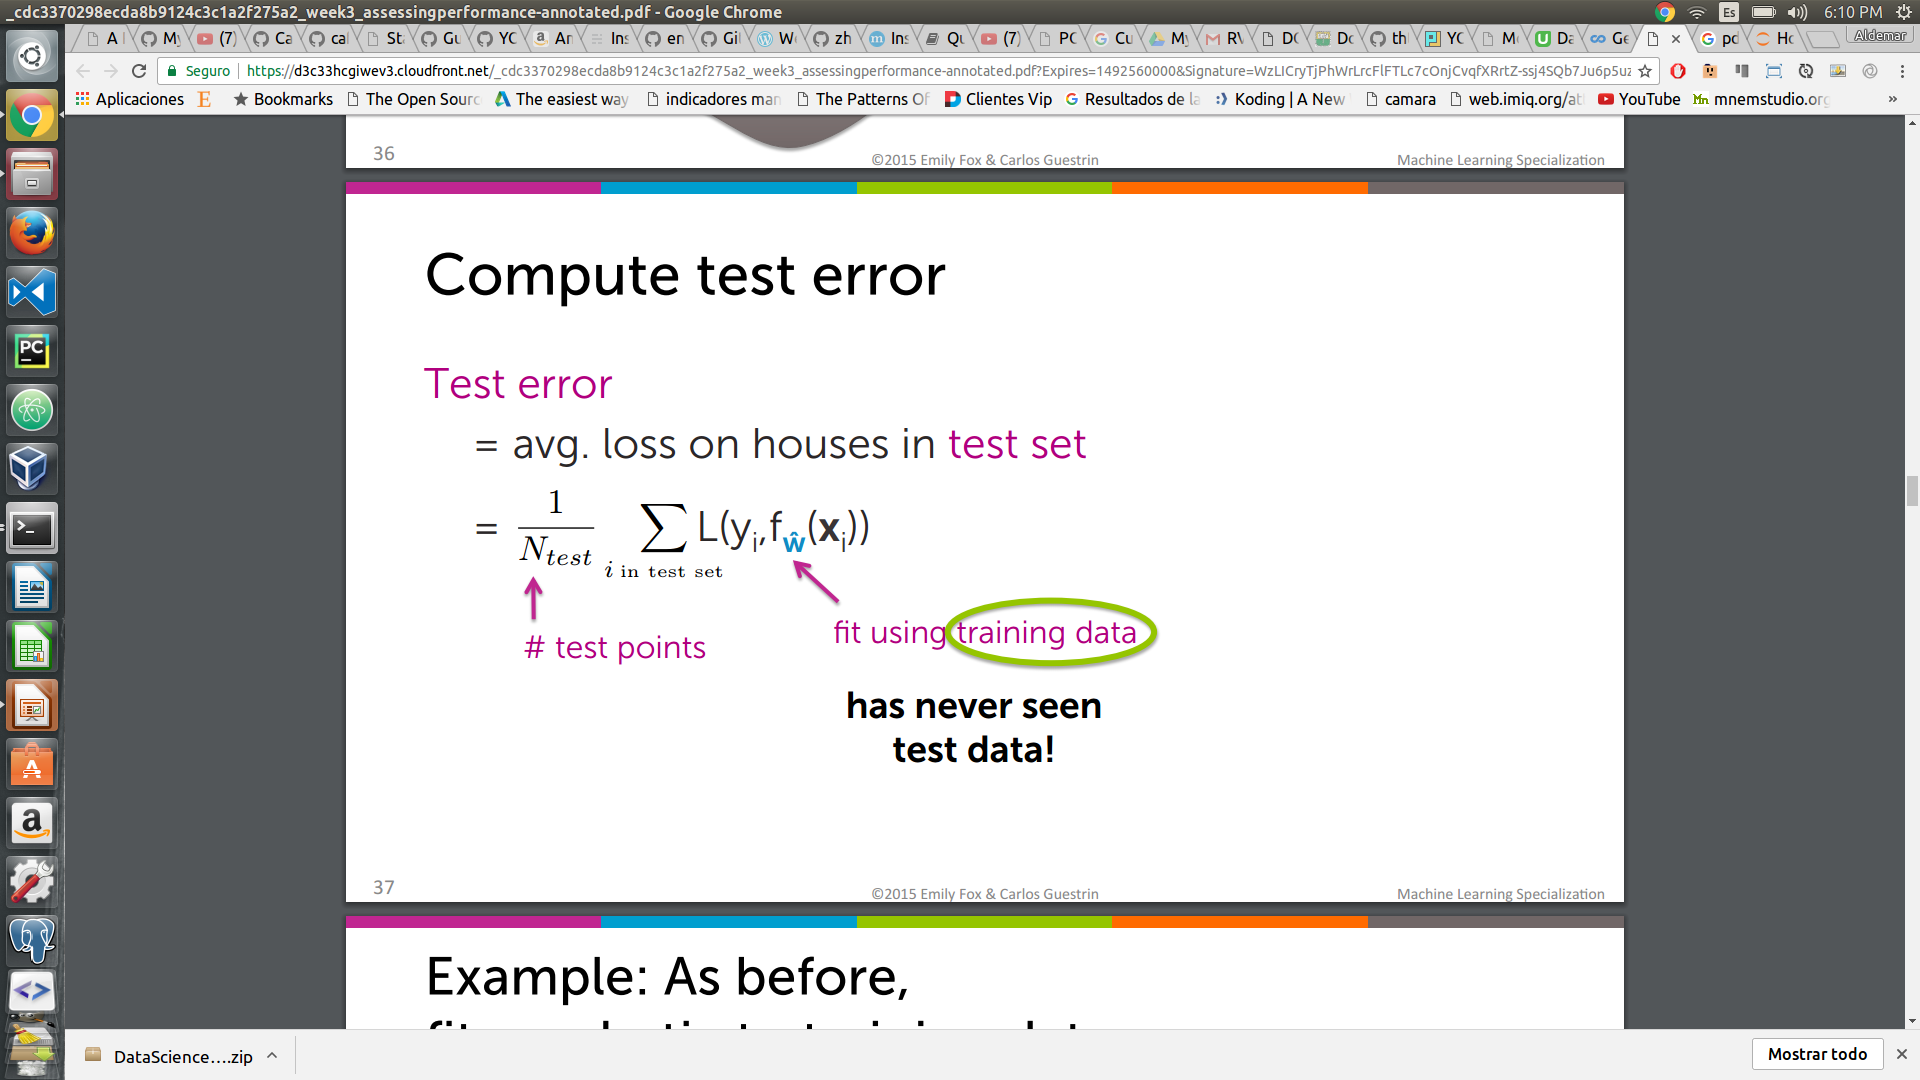 _cdc3370298ecda8b9124c3c1a2f275a2_week3_assessingperformance-annotated.pdf - Google Chrome
Es
6:10 PM
Aldemar
Seguro
https://d3c33hcgiwev3.cloudfront.net/_cdc3370298ecda8b9124c3c1a2f275a2_week3_assessingperformance-annotated.pdf?Expires=1492560000&Signature=WzLICryTjPhWrLrcFlFTLc7cOnjCvqfXRrtZ-ssj4SQb7Ju6p5uz
Aplicaciones
Bookmarks
The Open Sourc
The easiest way
indicadores man
The Patterns Of
Clientes Vip
Resultados de la
Koding | A New
camara
web.imiq.org/at
YouTube
mnemstudio.org
»
36
©2015 Emily Fox & Carlos Guestrin
Machine Learning Specialization
Compute test error
Test error
= avg. loss on houses in test set
= 1/N_test ∑ L(y_i,f_ŵ(x_i))
i in test set
# test points
fit using training data
has never seen
test data!
37
©2015 Emily Fox & Carlos Guestrin
Machine Learning Specialization
Example: As before,
DataScience....zip
Mostrar todo